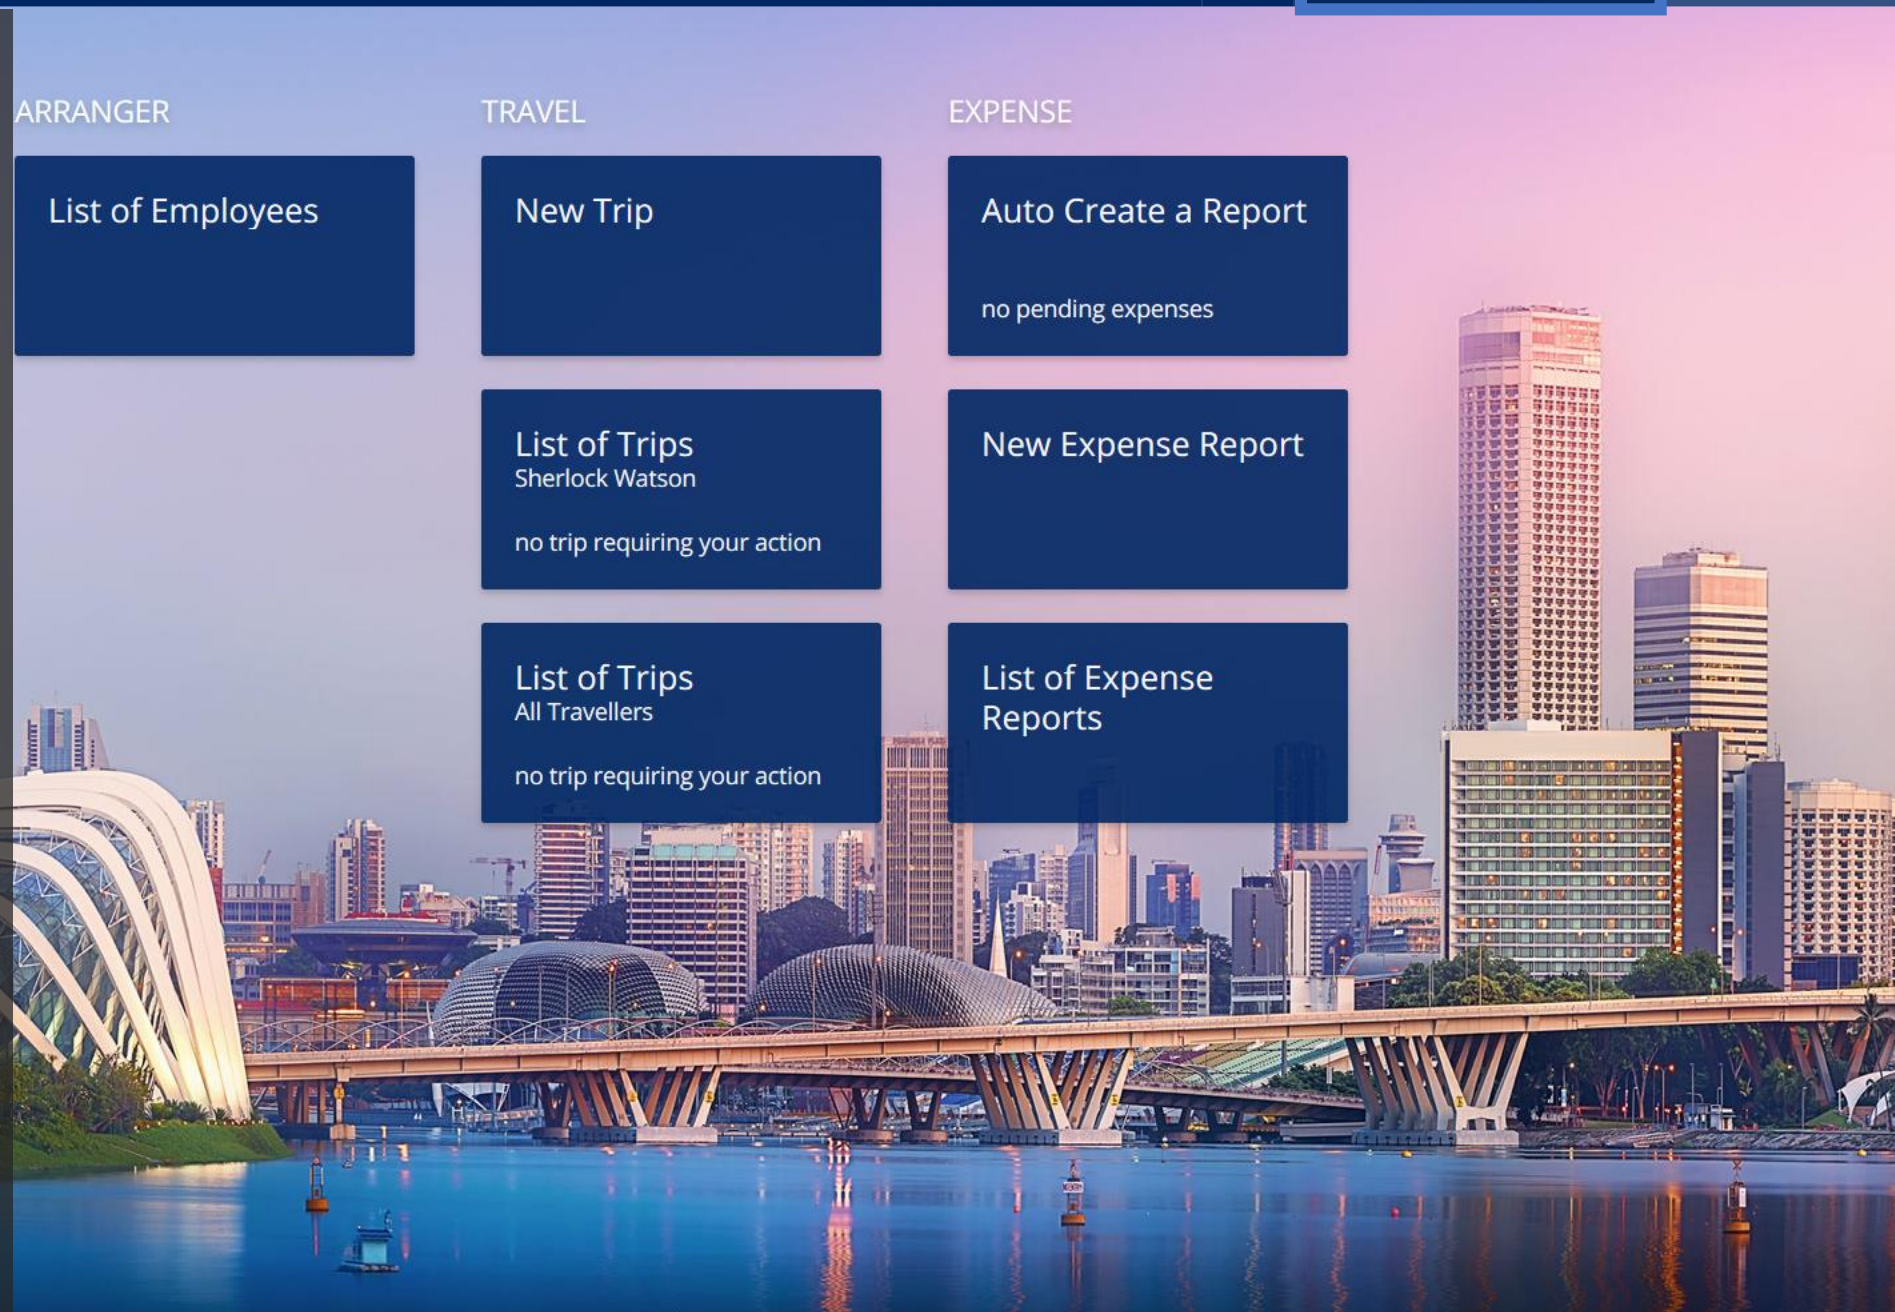 ARRANGER
TRAVEL
EXPENSE
List of Employees
New Trip
Auto Create a Report
no pending expenses
List of Trips
Sherlock Watson
no trip requiring your action
New Expense Report
List of Trips
All Travellers
no trip requiring your action
List of Expense
Reports